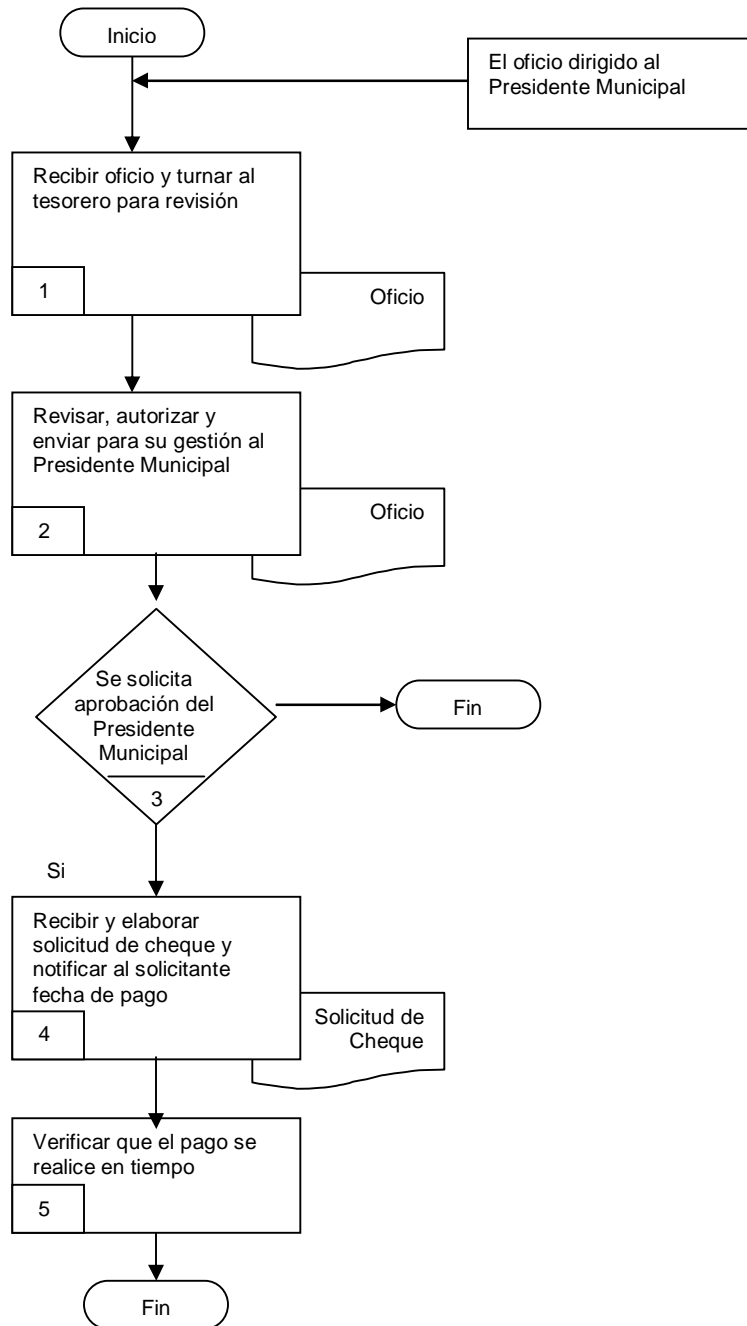 Inicio
El oficio dirigido al
Presidente Municipal
Recibir oficio y turnar al
tesorero para revisión
1
Oficio
Revisar, autorizar y
enviar para su gestión al
Presidente Municipal
2
Oficio
Se solicita
aprobación del
Presidente
Municipal
3
Fin
Si
Recibir y elaborar
solicitud de cheque y
notificar al solicitante
fecha de pago
4
Solicitud de
Cheque
Verificar que el pago se
realice en tiempo
5
Fin